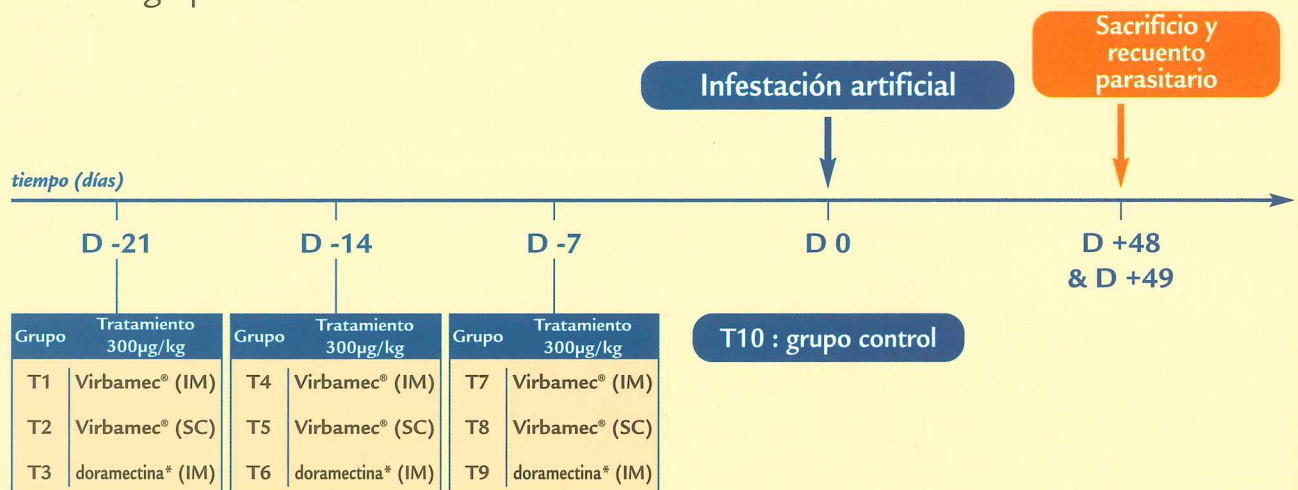 Sacrificio y
recuento
parasitario
Infestación artificial
tiempo (días)
D -21
D -14
D -7
D 0
D +48
& D +49
Grupo Tratamiento
300µg/kg
T1 Virbamec® (IM)
T2 Virbamec® (SC)
T3 doramectina* (IM)
Grupo Tratamiento
300µg/kg
T4 Virbamec® (IM)
T5 Virbamec® (SC)
T6 doramectina* (IM)
Grupo Tratamiento
300µg/kg
T7 Virbamec® (IM)
T8 Virbamec® (SC)
T9 doramectina* (IM)
T10 : grupo control